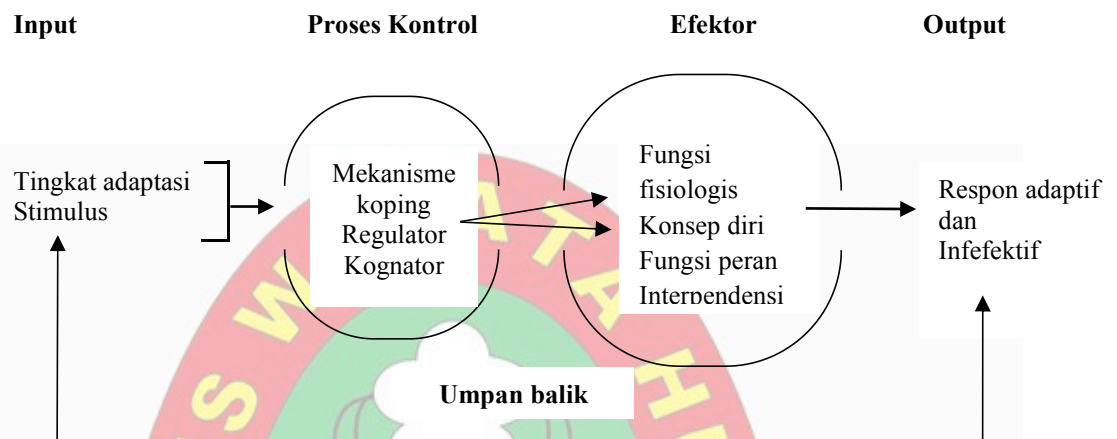 Input Proses Kontrol Efektor Output
Tingkat adaptasi
Stimulus
Mekanisme
koping
Regulator
Kognator
Fungsi
fisiologis
Konsep diri
Fungsi peran
Interpendensi
Respon adaptif
dan
Infefektif
Umpan balik
S W A T A H